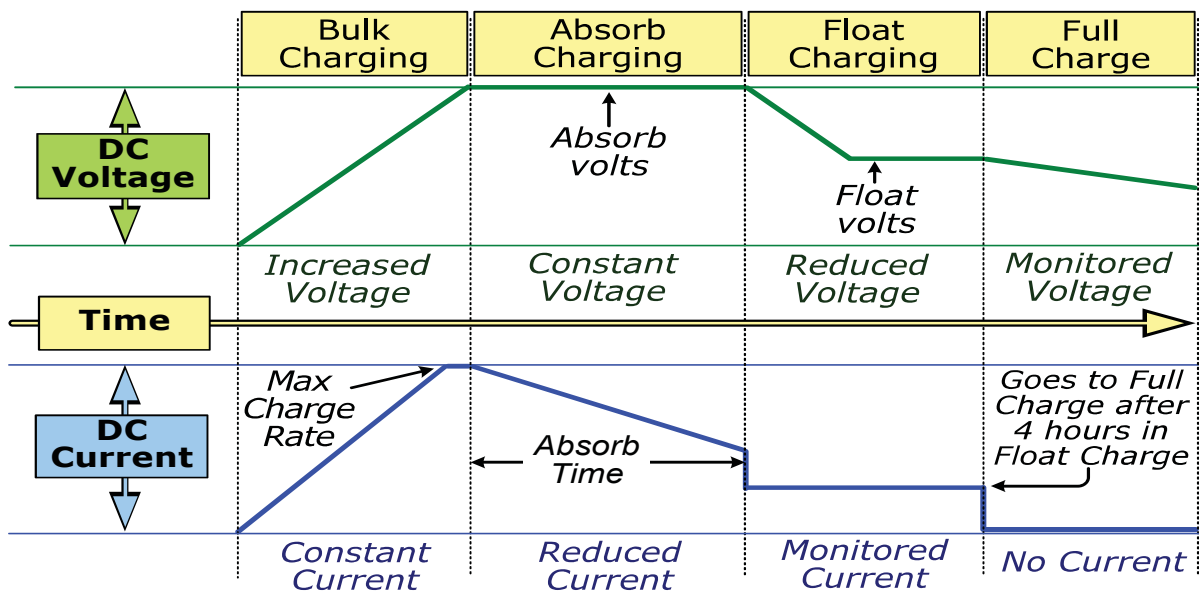 Bulk
Charging
Absorb
Charging
Float
Charging
Full
Charge
DC
Voltage
Absorb
volts
Float
volts
Increased
Voltage
Constant
Voltage
Reduced
Voltage
Monitored
Voltage
Time
DC
Current
Max
Charge
Rate
Absorb
Time
Goes to Full
Charge after
4 hours in
Float Charge
Constant
Current
Reduced
Current
Monitored
Current
No Current